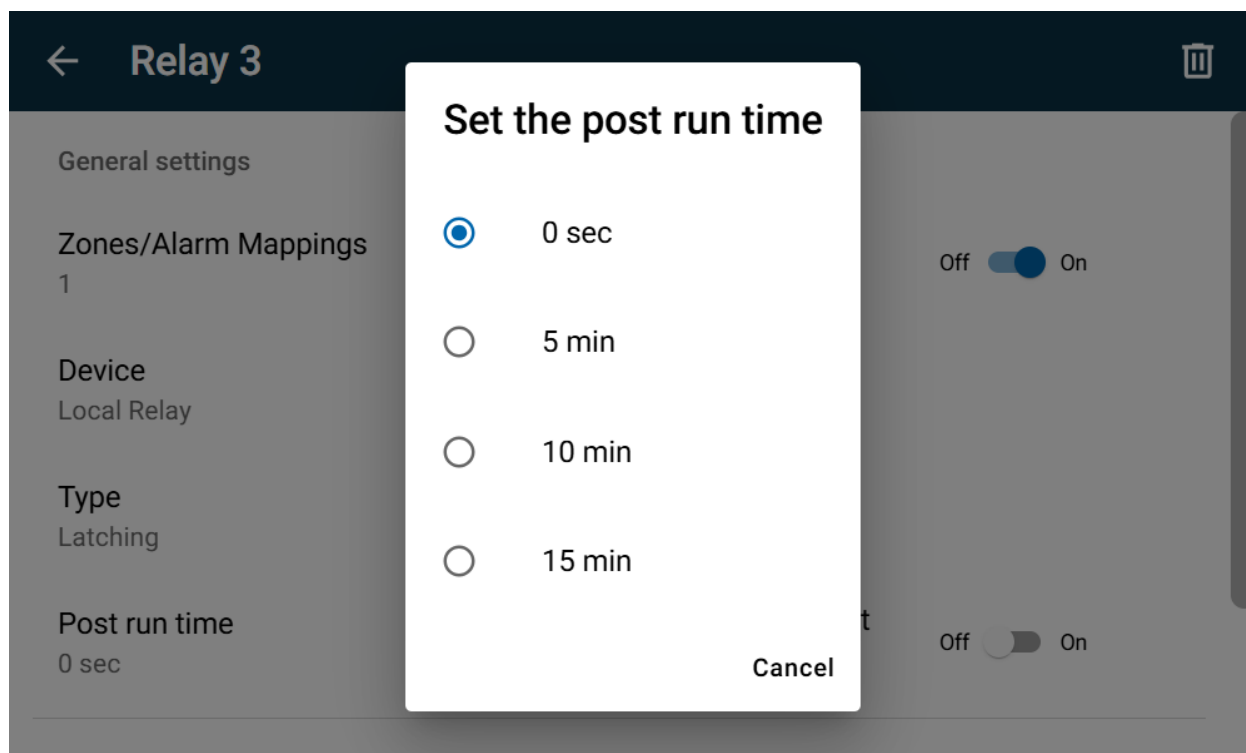 Relay 3
Set the post run time
General settings
0 sec
Zones/Alarm Mappings
1
Off On
5 min
Device
Local Relay
10 min
Type
Latching
15 min
Post run time
0 sec
t
Off On
Cancel